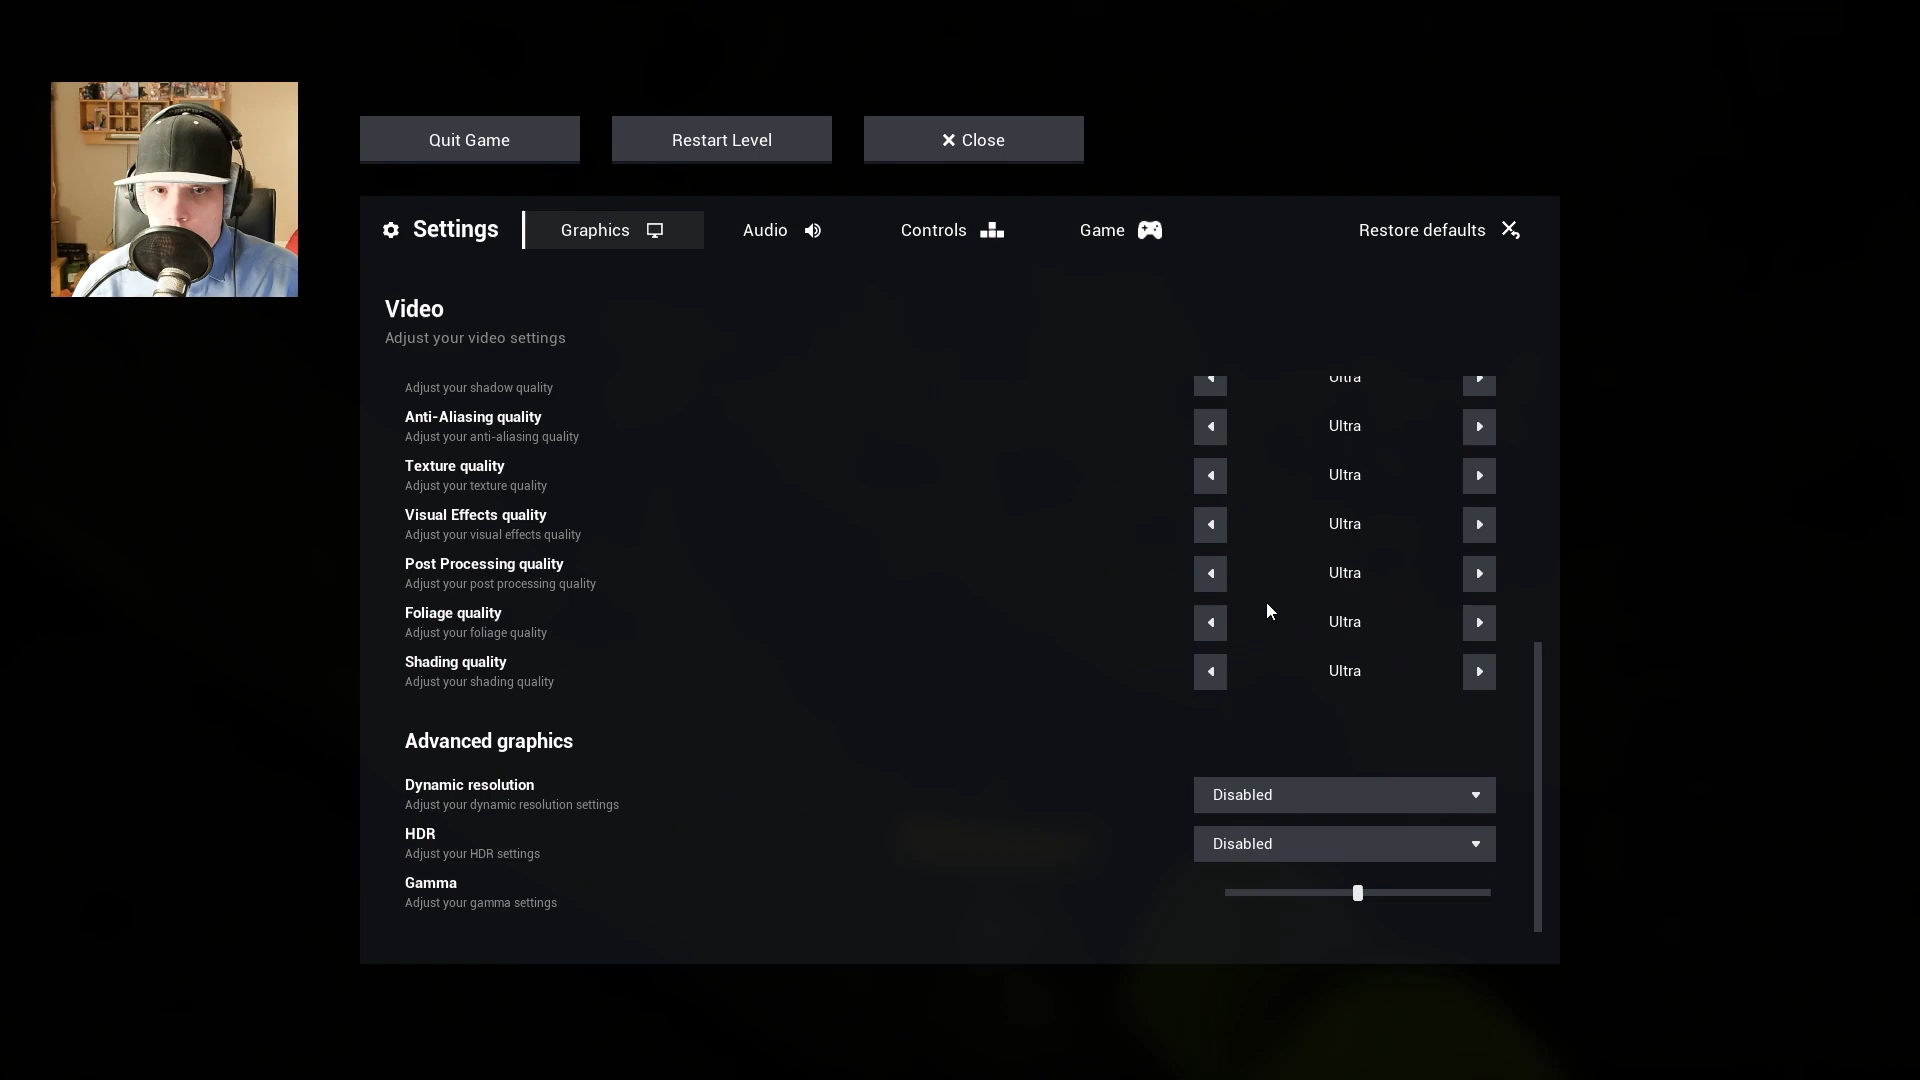 Quit Game
Restart Level
Close
Settings
Graphics
Audio
Controls
Game
Restore defaults
Video
Adjust your video settings
Adjust your shadow quality
Ultra
Anti-Aliasing quality
Adjust your anti-aliasing quality
Ultra
Texture quality
Adjust your texture quality
Ultra
Visual Effects quality
Adjust your visual effects quality
Ultra
Post Processing quality
Adjust your post processing quality
Ultra
Foliage quality
Adjust your foliage quality
Ultra
Shading quality
Adjust your shading quality
Ultra
Advanced graphics
Dynamic resolution
Adjust your dynamic resolution settings
Disabled
HDR
Adjust your HDR settings
Disabled
Gamma
Adjust your gamma settings